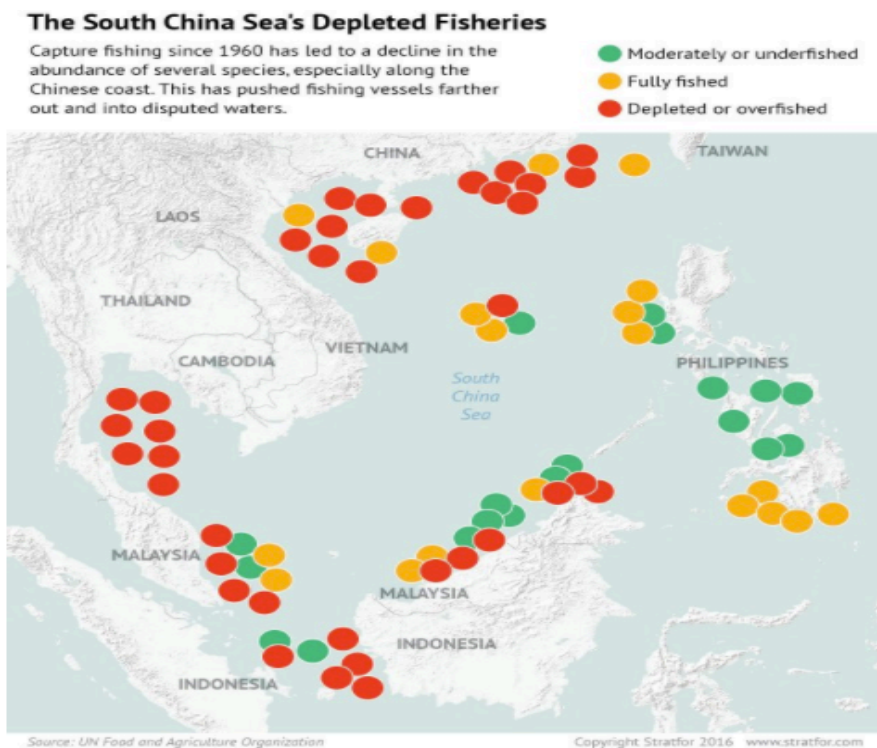 The South China Sea's Depleted Fisheries
Capture fishing since 1960 has led to a decline in the
abundance of several species, especially along the
Chinese coast. This has pushed fishing vessels farther
out and into disputed waters.
Moderately or underfished
Fully fished
Depleted or overfished
CHINA
TAIWAN
LAOS
THAILAND
VIETNAM
CAMBODIA
PHILIPPINES
South
China
Sea
MALAYSIA
MALAYSIA
INDONESIA
INDONESIA
Source: UN Food and Agriculture Organization
Copyright Stratfor 2016 www.stratfor.com